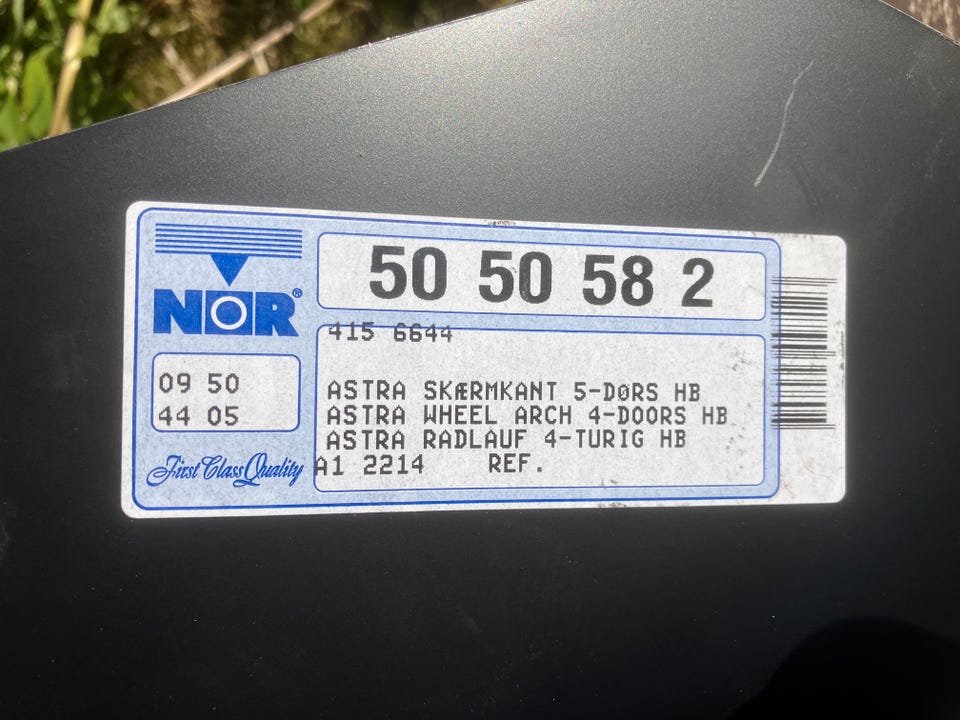 NOR®
50 50 58 2
415 6644
09 50
44 05
ASTRA SKÆRMKANT 5-DØRS HB
ASTRA WHEEL ARCH 4-DOORS HB
ASTRA RADLAUF 4-TURIG HB
First Class Quality
A1 2214 REF.